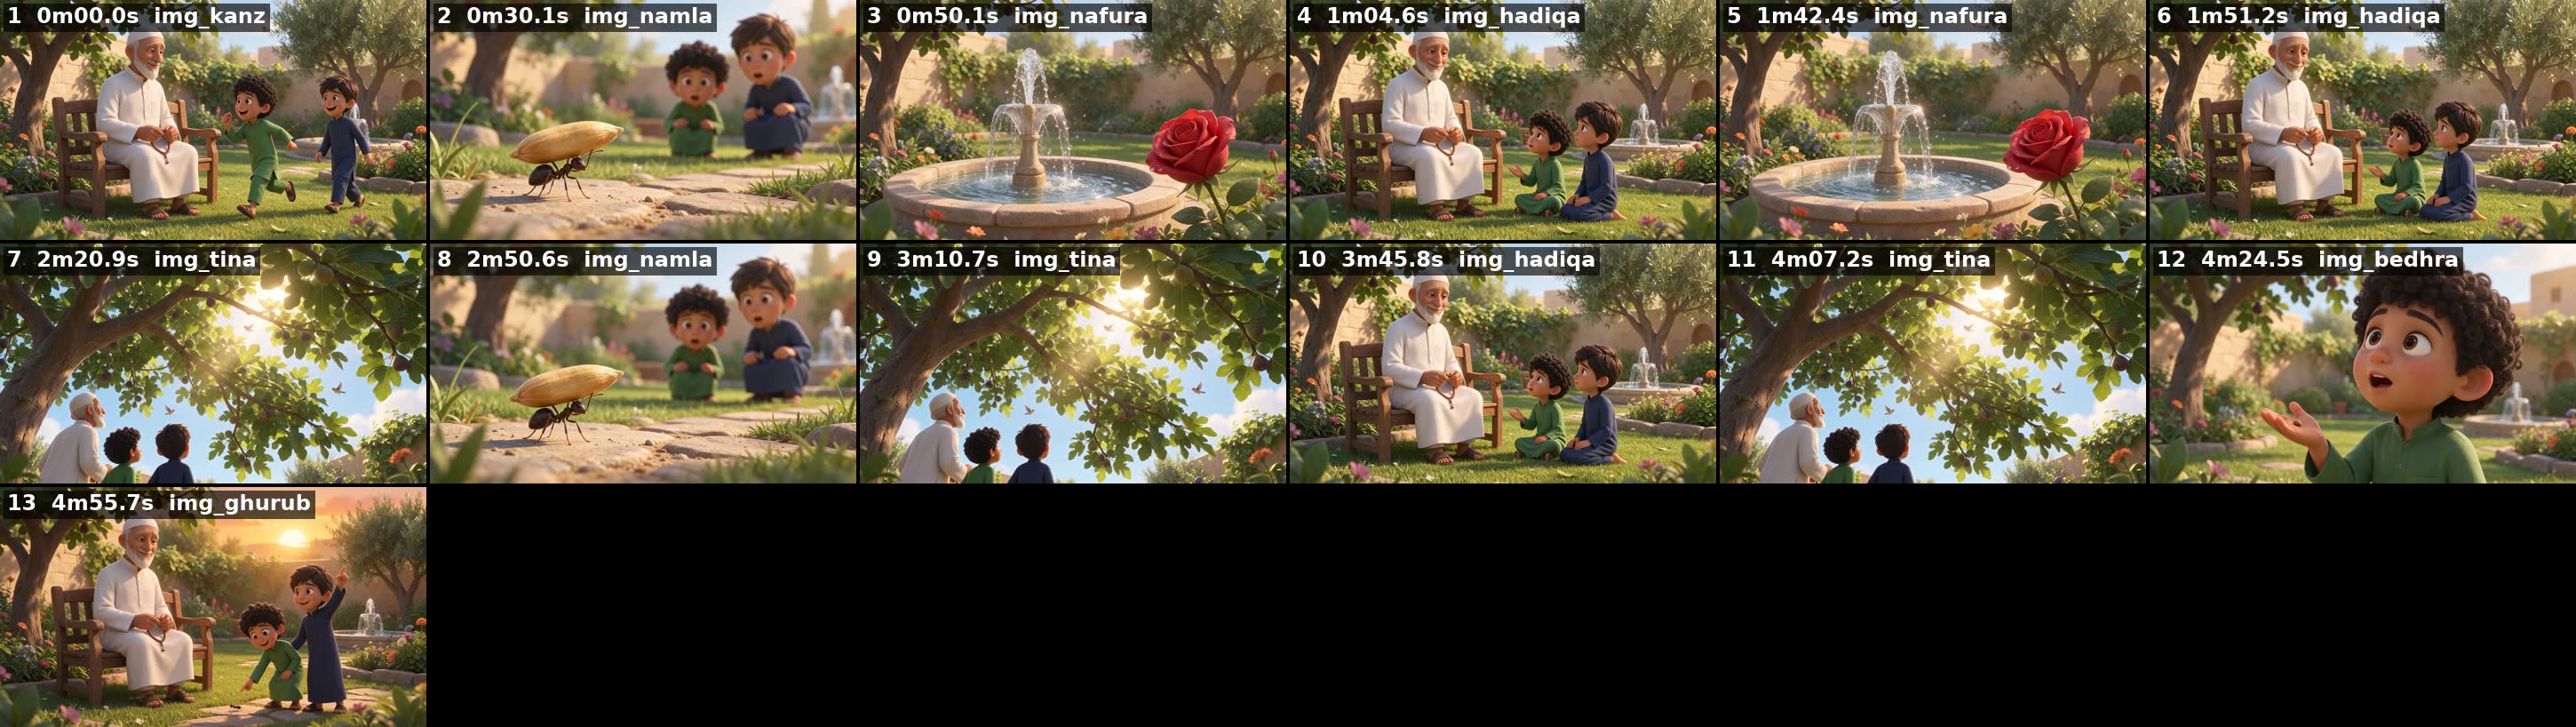 1 0m00.0s img_kanz
2 0m30.1s img_namla
3 0m50.1s img_nafura
4 1m04.6s img_hadiqa
5 1m42.4s img_nafura
6 1m51.2s img_hadiqa
7 2m20.9s img_tina
8 2m50.6s img_namla
9 3m10.7s img_tina
10 3m45.8s img_hadiqa
11 4m07.2s img_tina
12 4m24.5s img_bedhra
13 4m55.7s img_ghurub